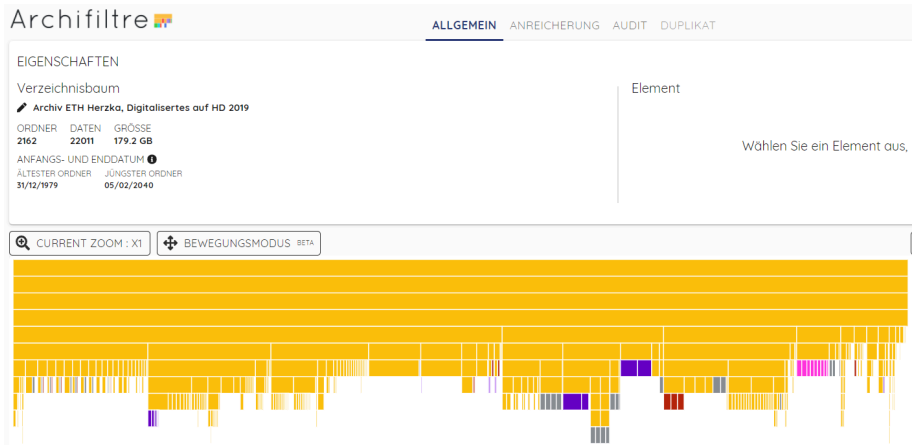 Archifiltre
ALLGEMEIN ANREICHERUNG AUDIT DUPLIKAT
EIGENSCHAFTEN
Verzeichnisbaum
Archiv ETH Herzka, Digitalisertes auf HD 2019
ORDNER DATEN GRÖSSE
2162 22011 179.2 GB
ANFANGS- UND ENDDATUM
ÄLTESTER ORDNER JÜNGSTER ORDNER
31/12/1979 05/02/2040
Element
Wählen Sie ein Element aus,
CURRENT ZOOM : X1 BEWEGUNGSMODUS BETA